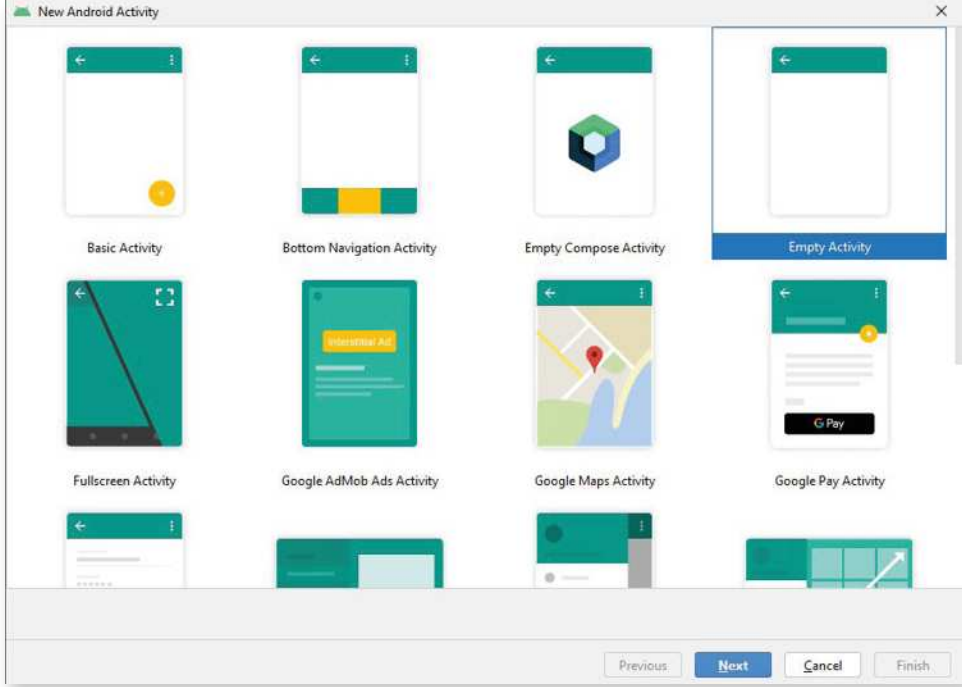 New Android Activity
Basic Activity
Bottom Navigation Activity
Empty Compose Activity
Empty Activity
Interstitial Ad
G Pay
Fullscreen Activity
Google AdMob Ads Activity
Google Maps Activity
Google Pay Activity
Previous
Next
Cancel
Finish